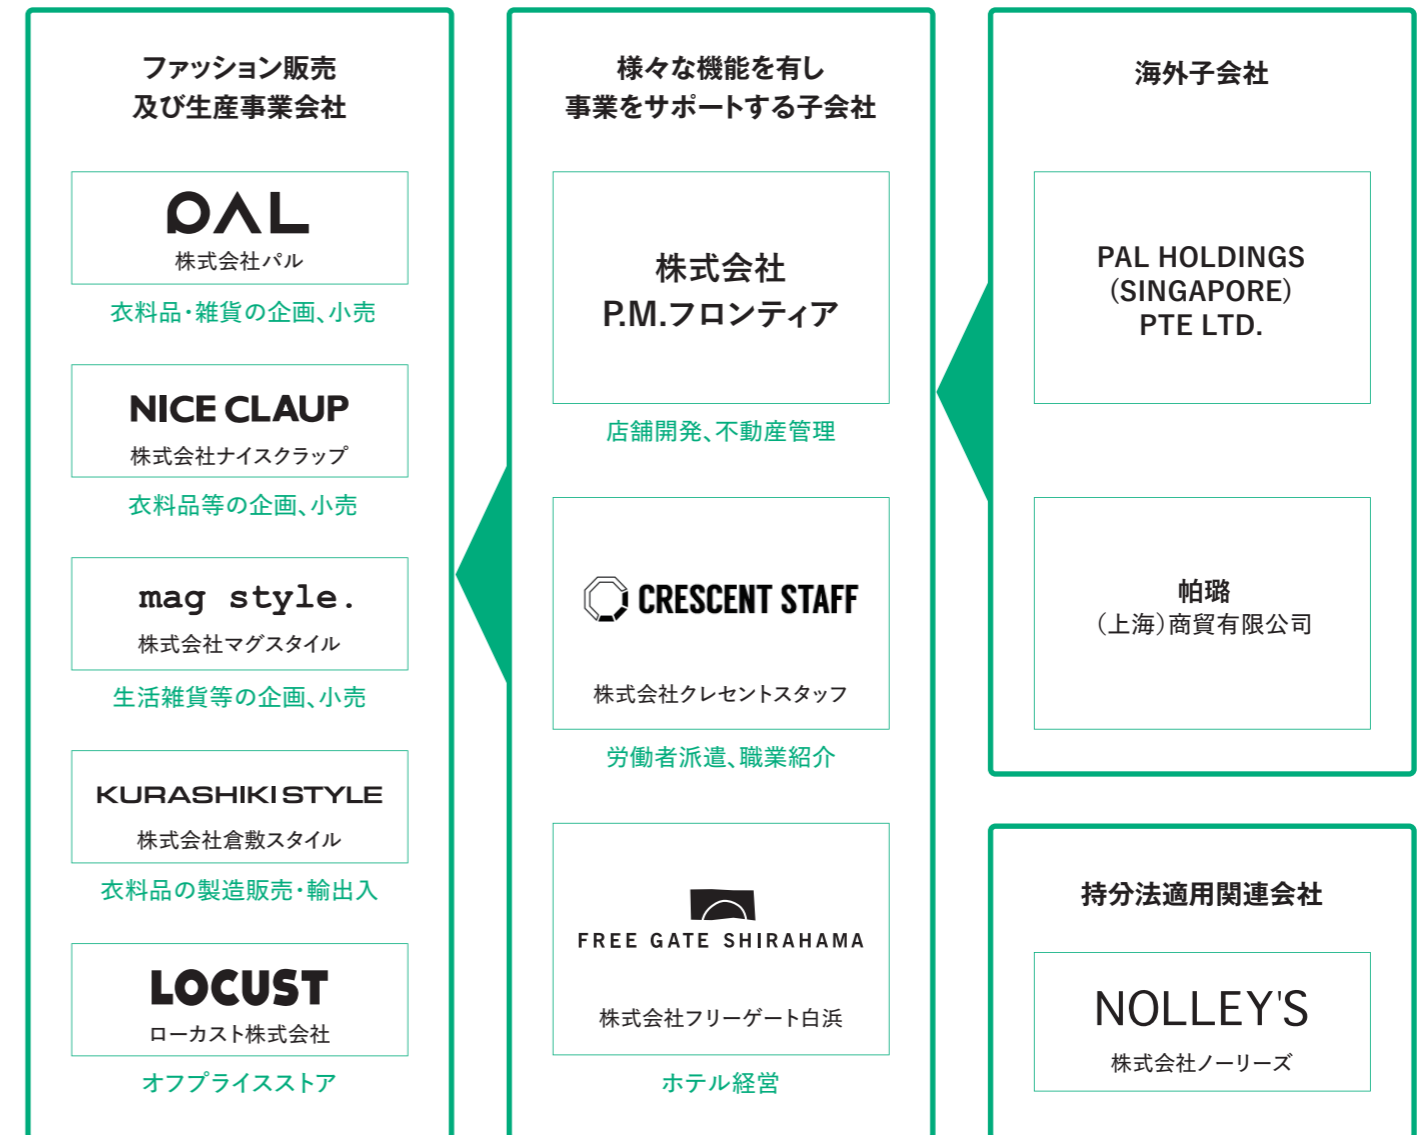 ファッション販売
及び生産事業会社
PAL
株式会社パル
衣料品・雑貨の企画、小売
NICE CLAUP
株式会社ナイスクラップ
衣料品等の企画、小売
mag style.
株式会社マグスタイル
生活雑貨等の企画、小売
KURASHIKI STYLE
株式会社倉敷スタイル
衣料品の製造販売・輸出入
LOCUST
ローカスト株式会社
オフプライスストア
様々な機能を有し
事業をサポートする子会社
株式会社
P.M.フロンティア
店舗開発、不動産管理
CRESCENT STAFF
株式会社クレセントスタッフ
労働者派遣、職業紹介
FREE GATE SHIRAHAMA
株式会社フリーゲート白浜
ホテル経営
海外子会社
PAL HOLDINGS
(SINGAPORE)
PTE LTD.
帕璐
(上海)商貿有限公司
持分法適用関連会社
NOLLEY'S
株式会社ノーリーズ